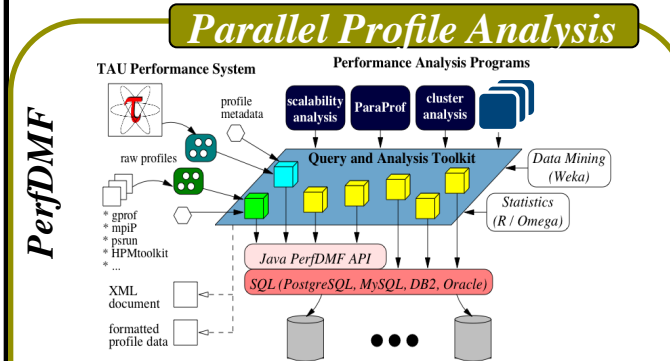 Parallel Profile Analysis
PerfDMF
TAU Performance System
Performance Analysis Programs
τ
profile
metadata
scalability
analysis
ParaProf
cluster
analysis
Query and Analysis Toolkit
Data Mining
(Weka)
Statistics
(R / Omega)
raw profiles
* gprof
* mpiP
* psrun
* HPMtoolkit
* ...
Java PerfDMF API
SQL (PostgreSQL, MySQL, DB2, Oracle)
XML
document
formatted
profile data